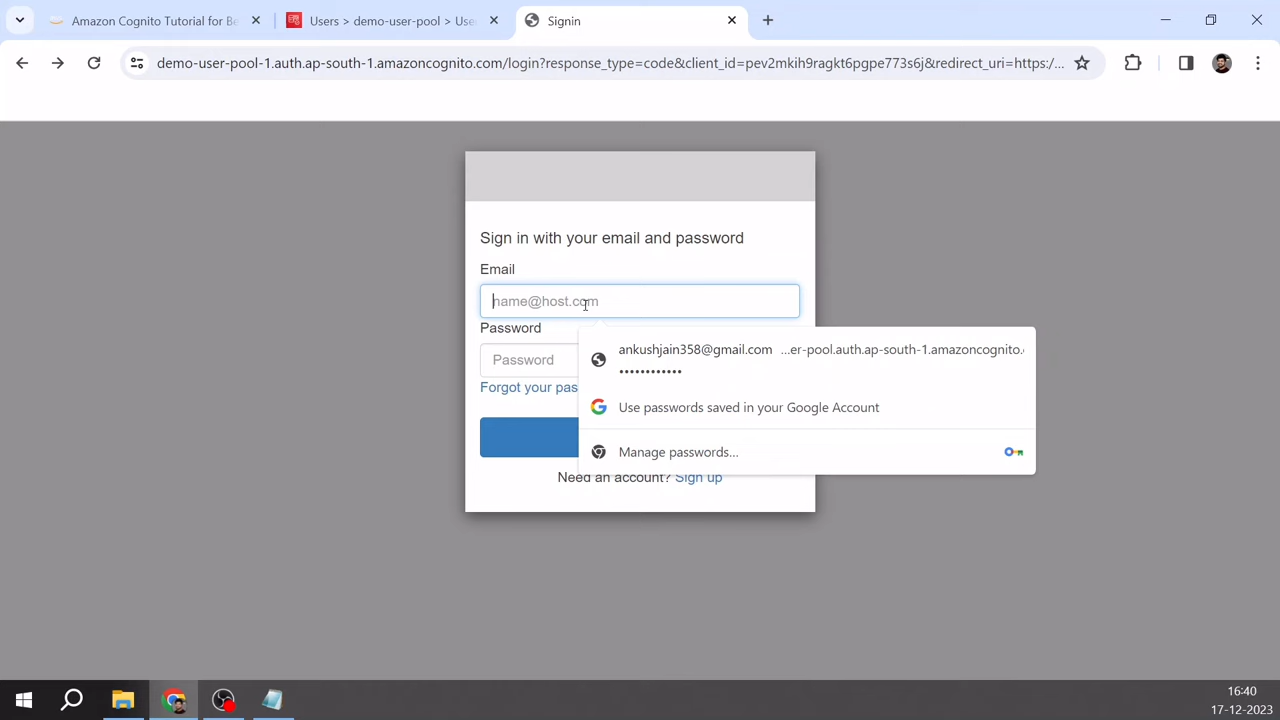 Amazon Cognito Tutorial for Be
Users > demo-user-pool > Use
Signin
demo-user-pool-1.auth.ap-south-1.amazoncognito.com/login?response_type=code&client_id=pev2mkih9ragkt6pgpe773s6j&redirect_uri=https:/...
Sign in with your email and password
Email
name@host.com
Password
ankushjain358@gmail.com ...er-pool.auth.ap-south-1.amazoncognito.
••••••••••••
Password
Forgot your pas
Use passwords saved in your Google Account
Manage passwords...
Need an account? Sign up
16:40
17-12-2023